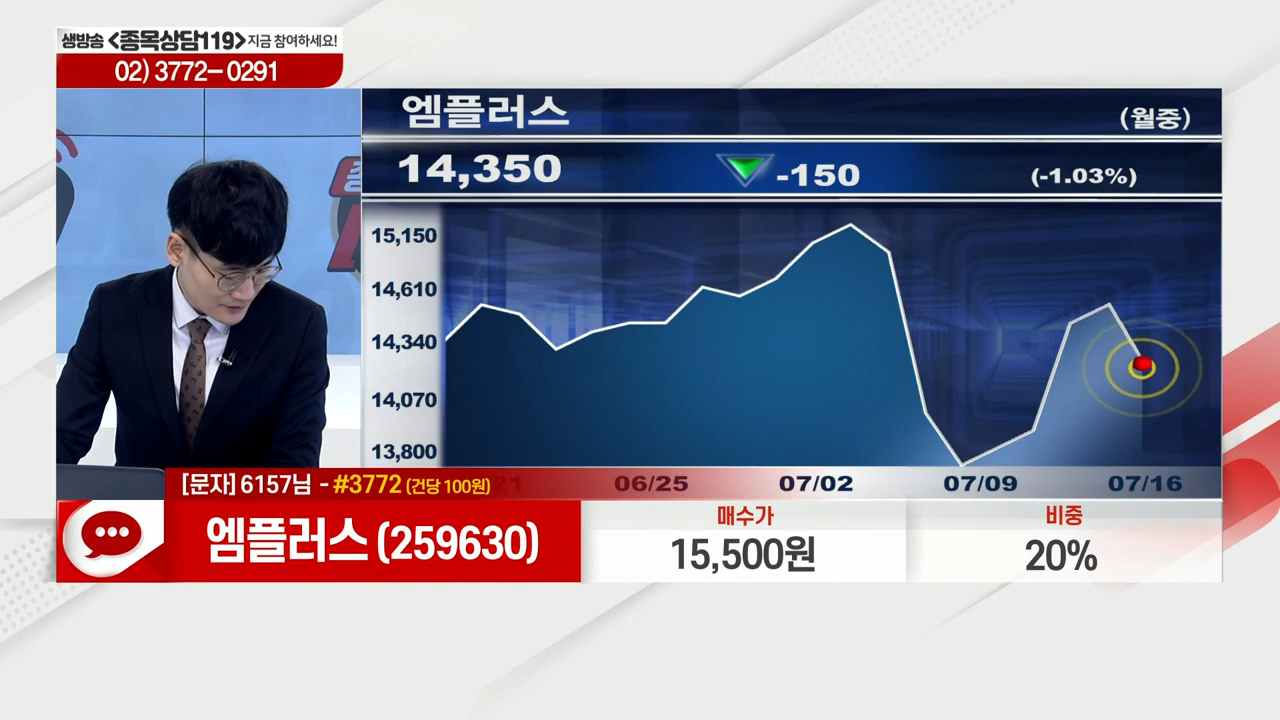 생방송 <종목상담119> 지금 참여하세요!
02) 3772-0291
엠플러스
(월중)
14,350
-150
(-1.03%)
15,150
14,610
14,340
14,070
13,800
21
06/25
07/02
07/09
07/16
[문자] 6157님 - #3772 (건당 100원)
엠플러스 (259630)
매수가
15,500원
비중
20%